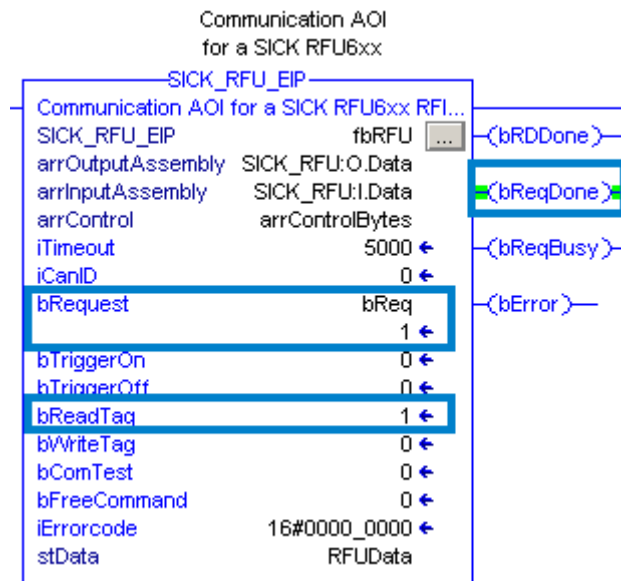 Communication AOI
for a SICK RFU6xx
SICK_RFU_EIP
Communication AOI for a SICK RFU6xx RFI...
SICK_RFU_EIP fbRFU ... (bRDDone)
arrOutputAssembly SICK_RFU:O.Data
arrInputAssembly SICK_RFU:I.Data (bReqDone)
arrControl arrControlBytes
iTimeout 5000 (bReqBusy)
iCanID 0
bRequest bReq (bError)
1
bTriggerOn 0
bTriggerOff 0
bReadTag 1
bWriteTag 0
bComTest 0
bFreeCommand 0
iErrorcode 16#0000_0000
stData RFUData